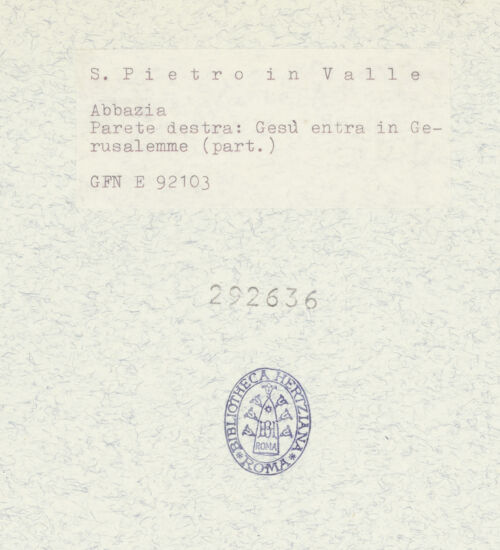 S. Pietro in Valle
Abbazia
Parete destra: Gesù entra in Ge-
rusalemme (part.)
GFN E 92103
292636
BIBLIOTHECA HERTZIANA
BH
ROMA
* ROMA *